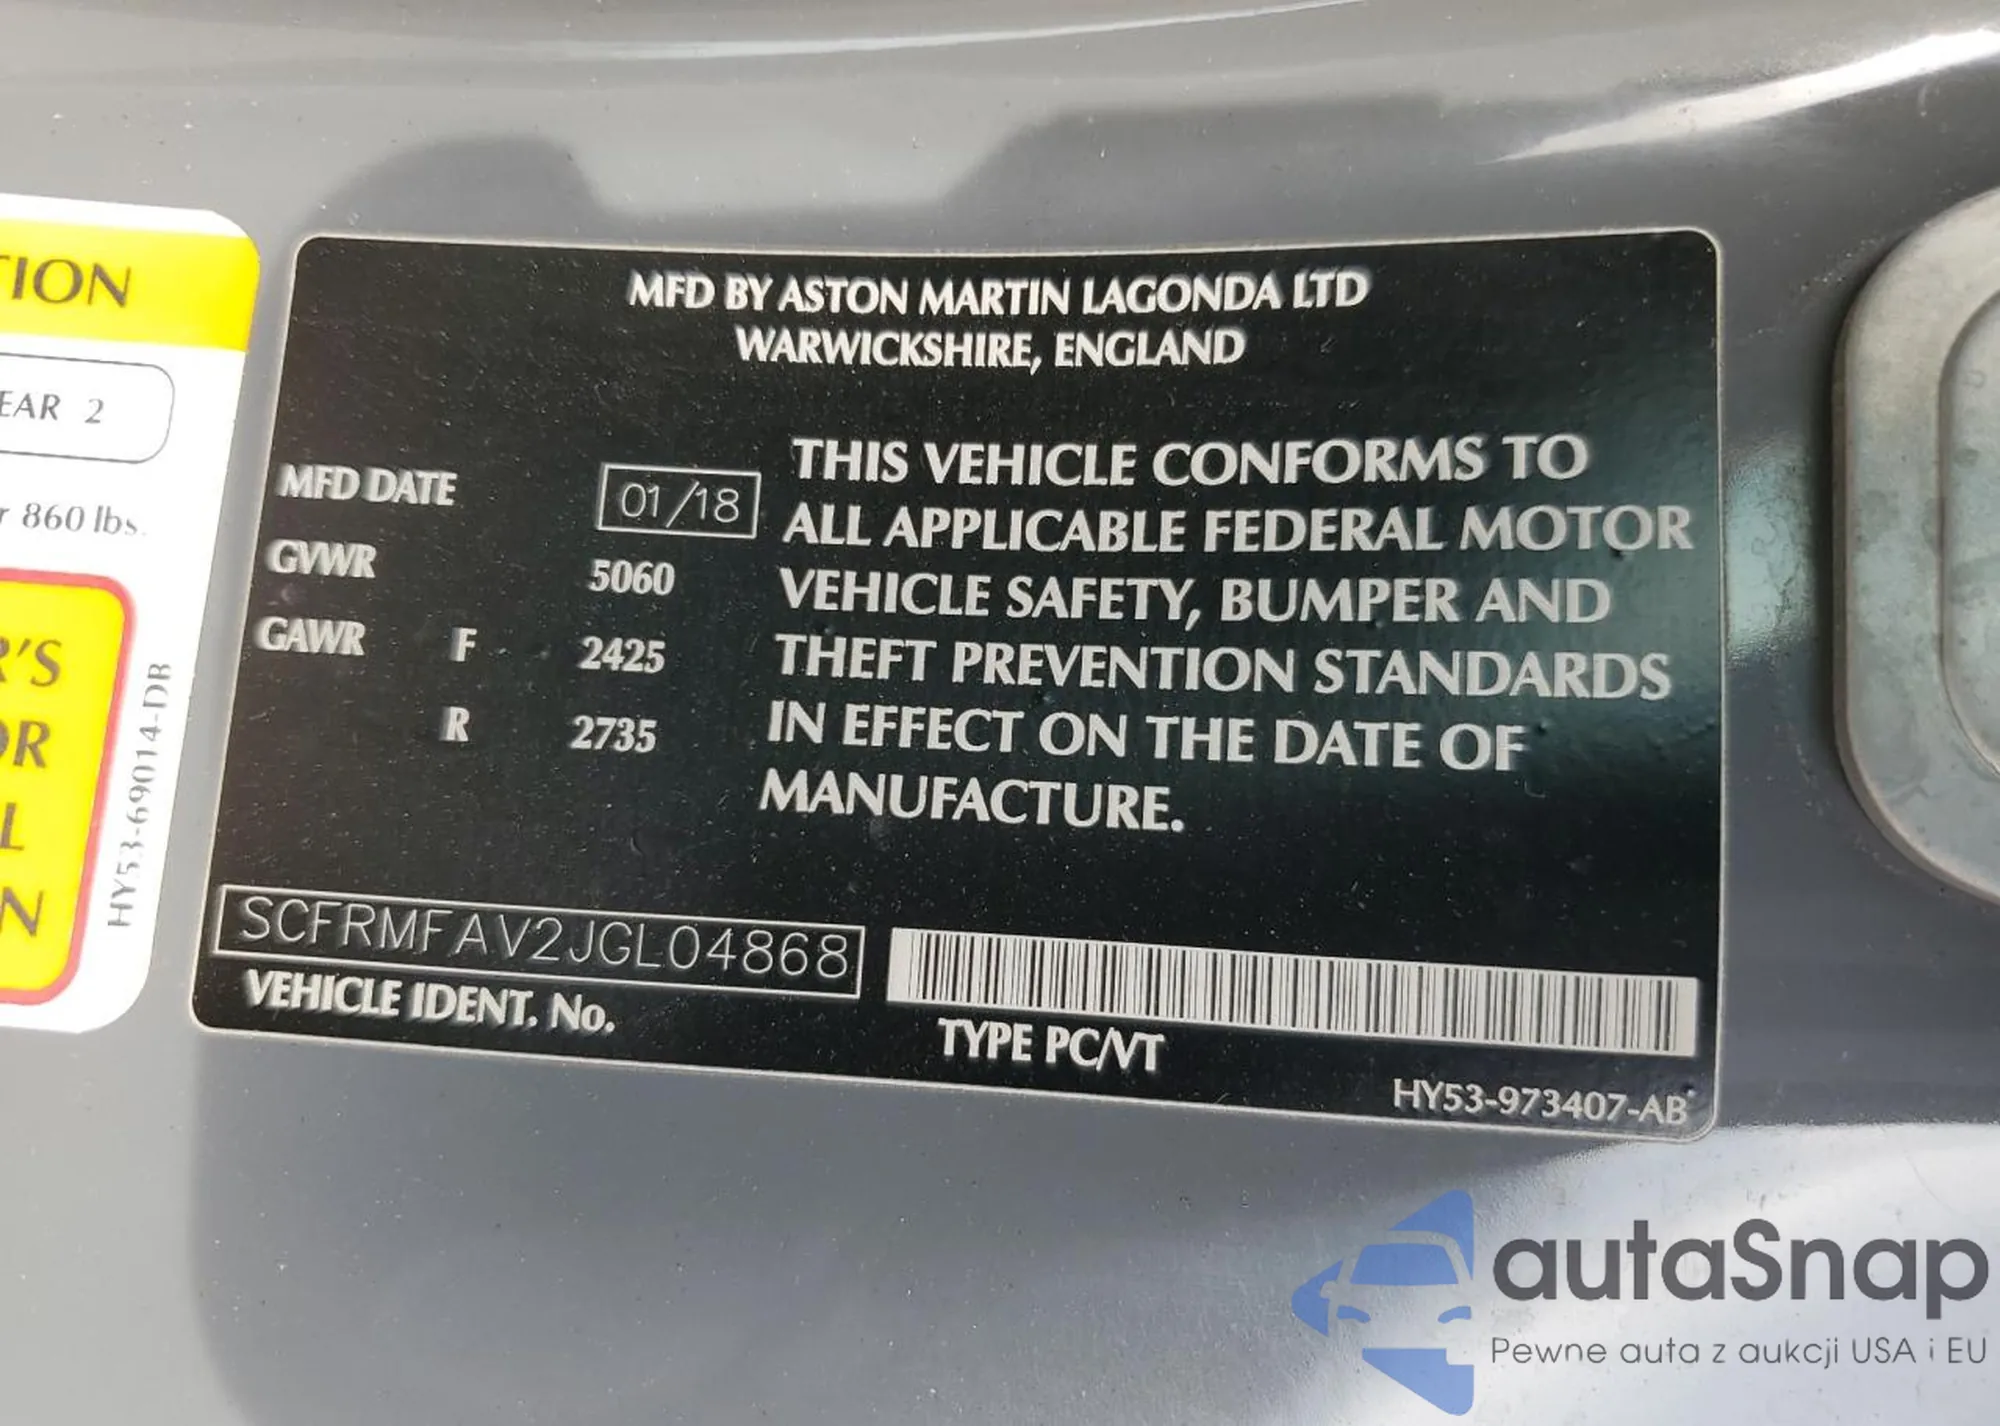 TION
EAR 2
860 lbs.
R'S
OR
L
N
HY53-69014-DB
MFD BY ASTON MARTIN LAGONDA LTD
WARWICKSHIRE, ENGLAND
MFD DATE 01/18
GVWR 5060
GAWR F 2425
R 2735
THIS VEHICLE CONFORMS TO
ALL APPLICABLE FEDERAL MOTOR
VEHICLE SAFETY, BUMPER AND
THEFT PREVENTION STANDARDS
IN EFFECT ON THE DATE OF
MANUFACTURE.
SCFRMFAV2JGL04868
VEHICLE IDENT. No.
TYPE PC/VT
HY53-973407-AB
autaSnap
Pewne auta z aukcji USA i EU